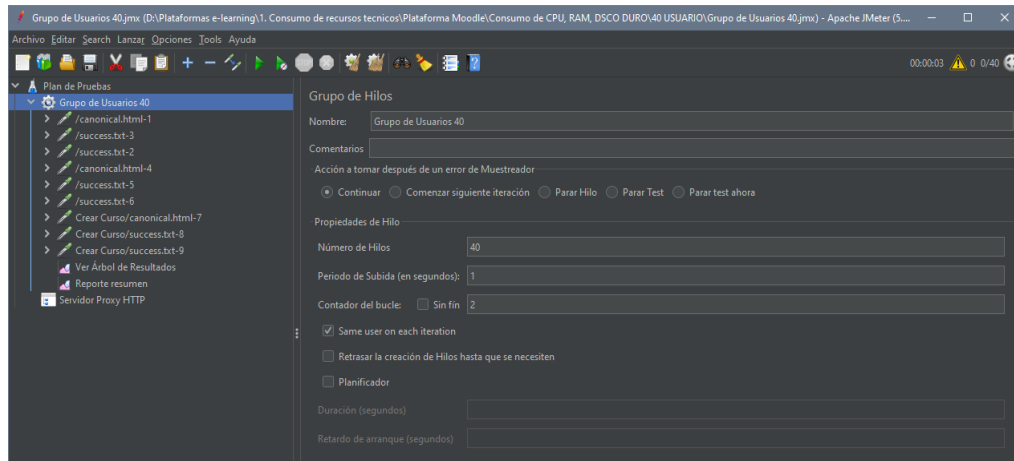 Grupo de Usuarios 40.jmx (D:\Plataformas e-learning\1. Consumo de recursos tecnicos\Plataforma Moodle\Consumo de CPU, RAM, DSCO DURO\40 USUARIO\Grupo de Usuarios 40.jmx) - Apache JMeter (5....
Archivo Editar Search Lanzar Opciones Tools Ayuda
00:00:03 0 0/40
Plan de Pruebas
Grupo de Usuarios 40
/canonical.html-1
/success.txt-3
/success.txt-2
/canonical.html-4
/success.txt-5
/success.txt-6
Crear Curso/canonical.html-7
Crear Curso/success.txt-8
Crear Curso/success.txt-9
Ver Árbol de Resultados
Reporte resumen
Servidor Proxy HTTP
Grupo de Hilos
Nombre: Grupo de Usuarios 40
Comentarios
Acción a tomar después de un error de Muestreador
Continuar Comenzar siguiente iteración Parar Hilo Parar Test Parar test ahora
Propiedades de Hilo
Número de Hilos 40
Periodo de Subida (en segundos): 1
Contador del bucle: Sin fín 2
Same user on each iteration
Retrasar la creación de Hilos hasta que se necesiten
Planificador
Duración (segundos)
Retardo de arranque (segundos)